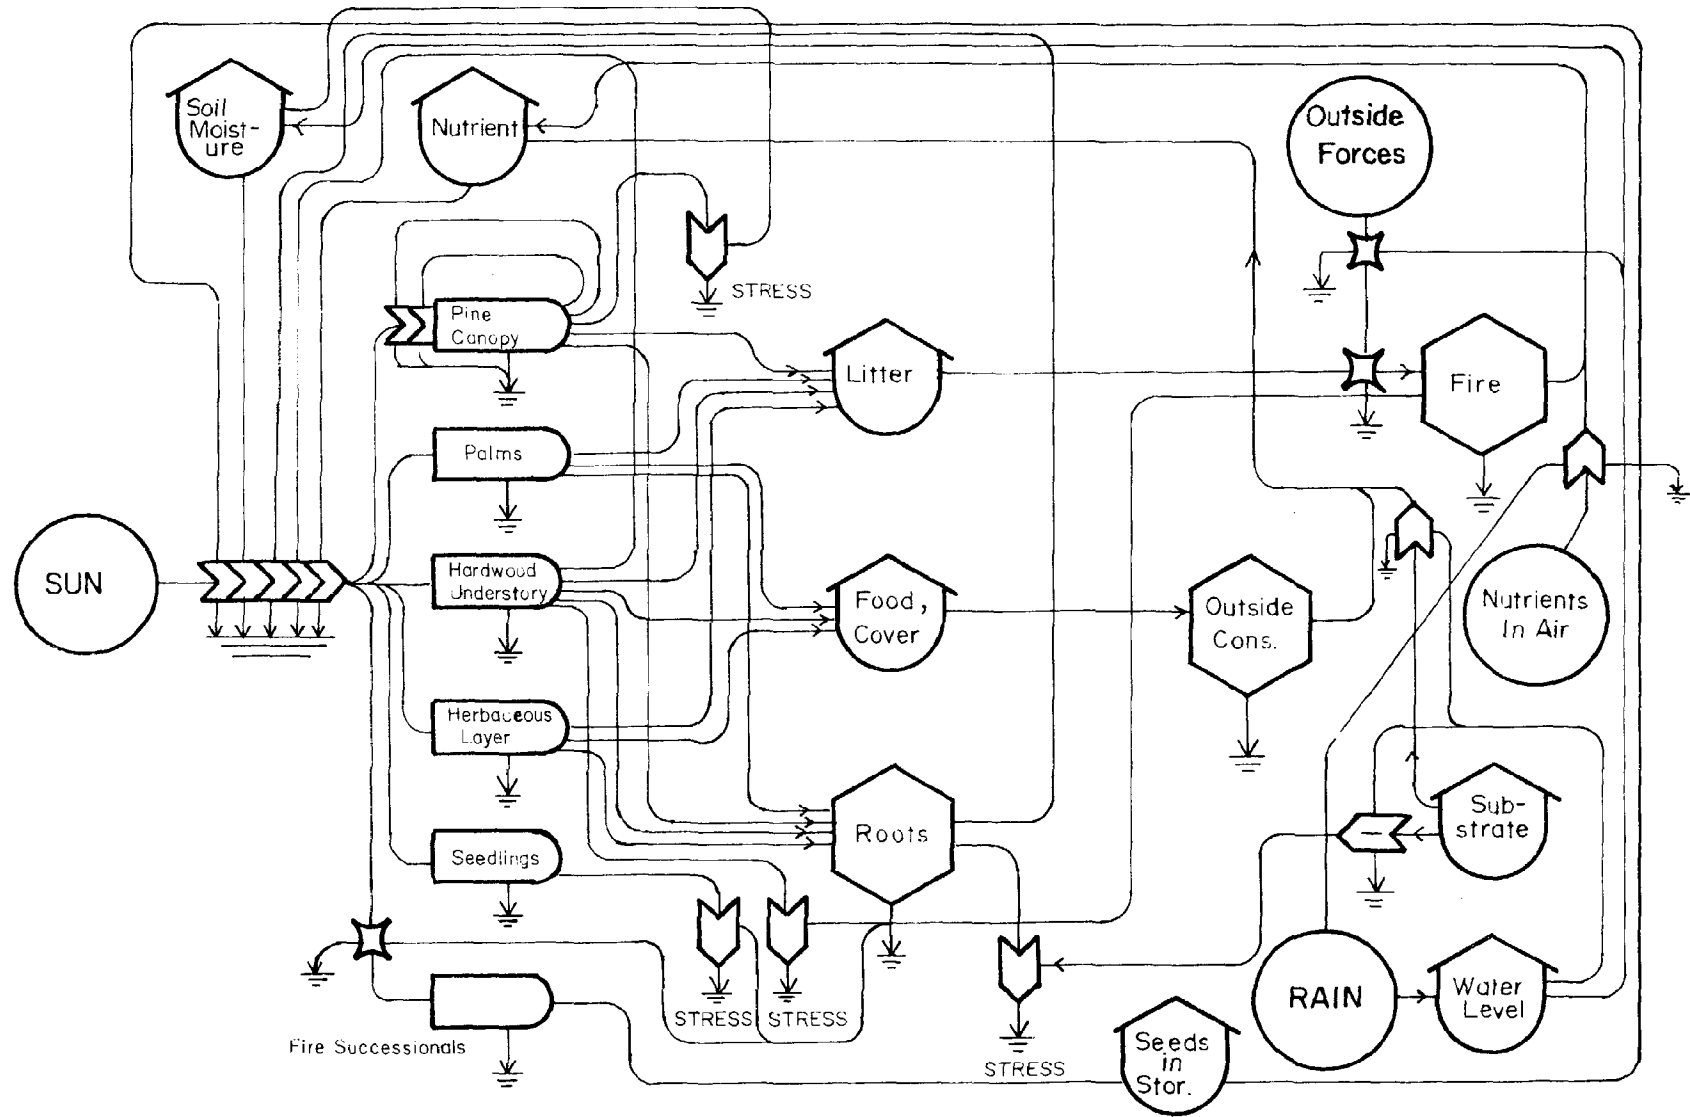 Soil
Moist-
ure
Nutrient
Outside
Forces
STRESS
Pine
Canopy
Litter
Fire
Palms
SUN
Hardwood
Understory
Food,
Cover
Outside
Cons.
Nutrients
In Air
Herbaceous
Layer
Roots
Sub-
strate
Seedlings
STRESS
STRESS
Fire Successionals
STRESS
RAIN
Water
Level
Seeds
in
Stor.